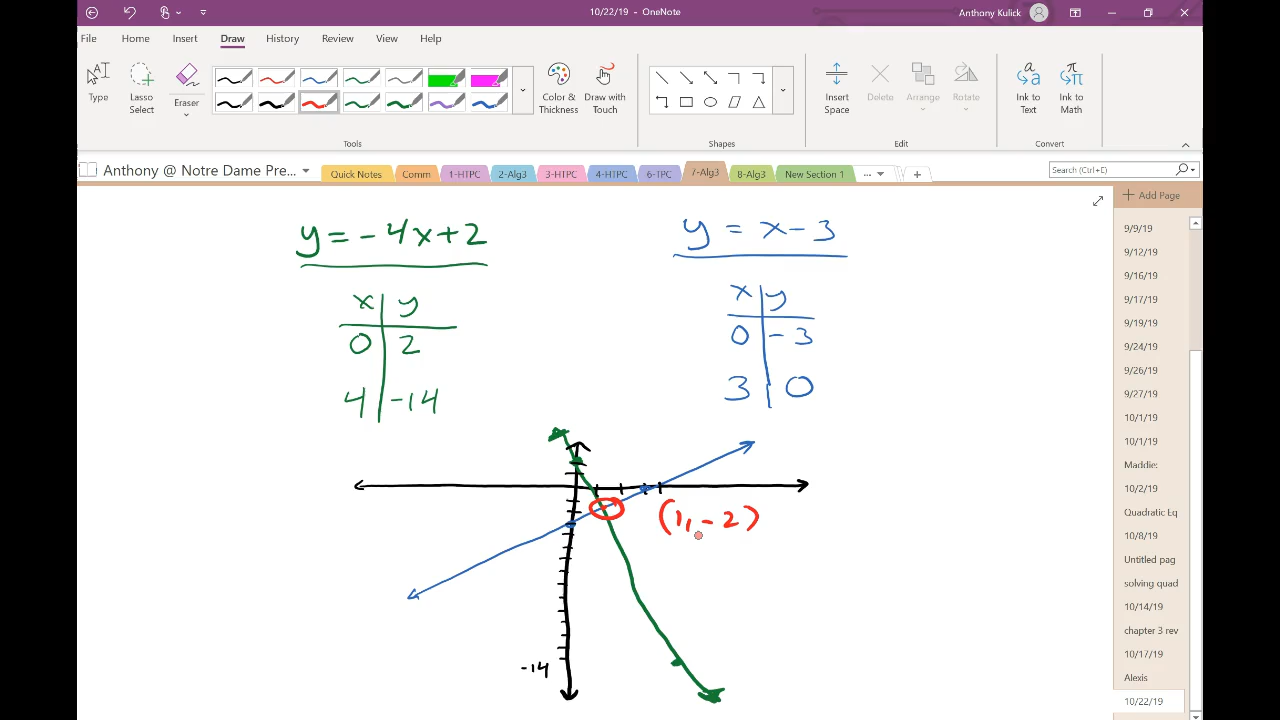 10/22/19 - OneNote
Anthony Kulick
File Home Insert Draw History Review View Help
Type
Lasso Select
Eraser
Color & Thickness
Draw with Touch
Insert Space
Delete
Arrange
Rotate
Ink to Text
Ink to Math
Tools
Shapes
Edit
Convert
Anthony @ Notre Dame Pre...
Quick Notes
Comm
1-HTPC
2-Alg3
3-HTPC
4-HTPC
6-TPC
7-Alg3
8-Alg3
New Section 1
...
Search (Ctrl+E)
Add Page
9/9/19
9/12/19
9/16/19
9/17/19
9/19/19
9/24/19
9/26/19
9/27/19
10/1/19
10/1/19
Maddie:
10/2/19
Quadratic Eq
10/8/19
Untitled pag
solving quad
10/14/19
chapter 3 rev
10/17/19
Alexis
10/22/19
y = -4x+2
x y
0 2
4 -14
y = x-3
x y
0 -3
3 0
(1,-2)
-14